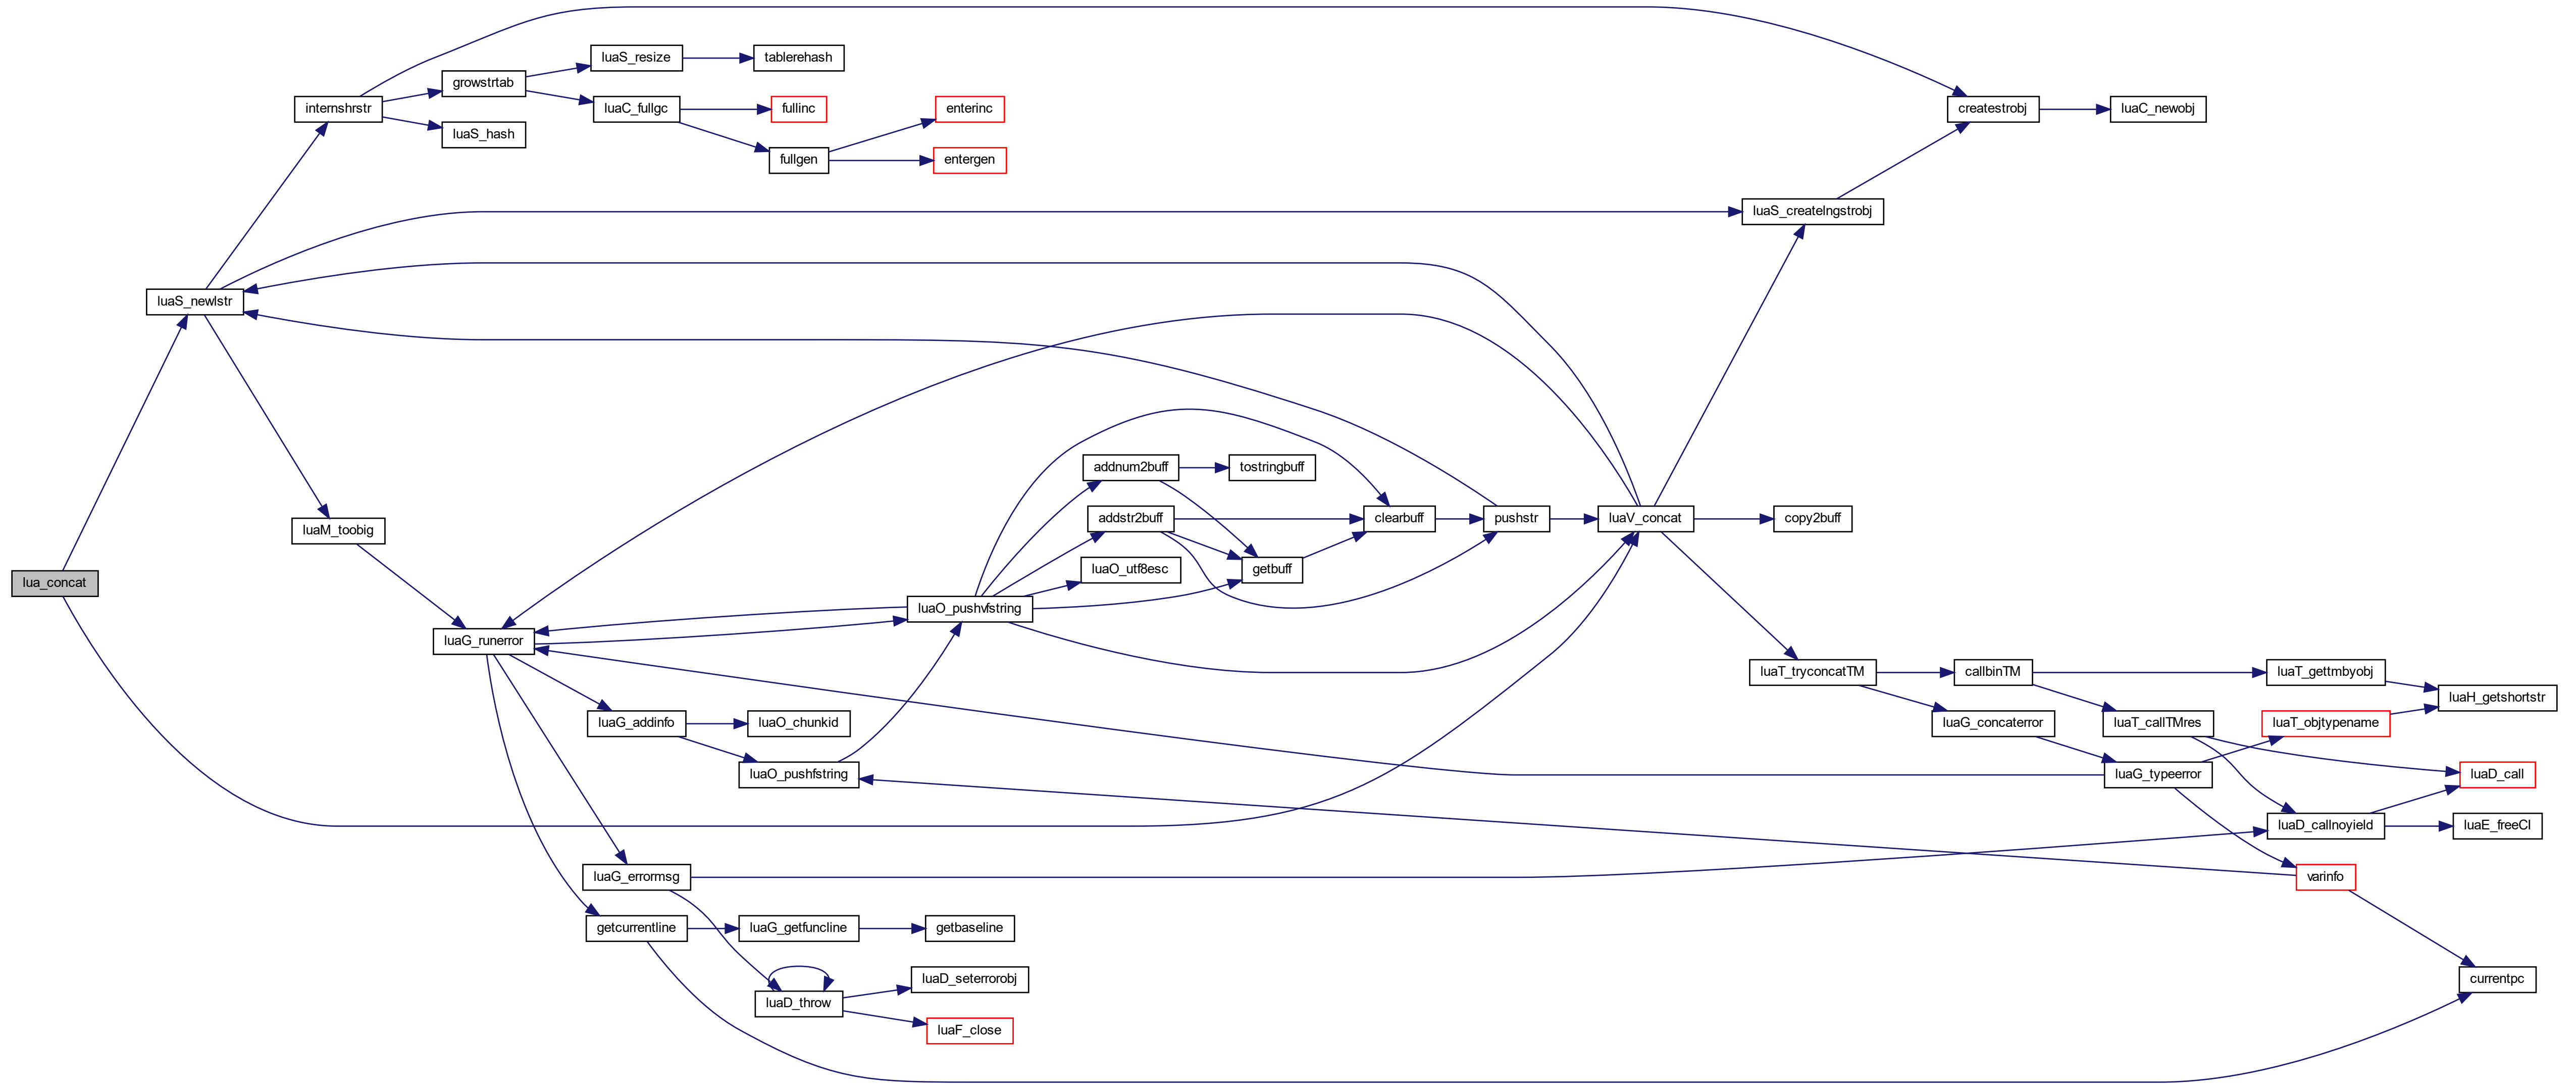 lua_concat
luaS_newlstr
internshrstr
growstrtab
luaS_resize
tablerehash
luaS_hash
luaC_fullgc
fullinc
fullgen
enterinc
entergen
createstrobj
luaC_newobj
luaS_createlngstrobj
luaM_toobig
luaG_runerror
luaO_pushvfstring
addnum2buff
tostringbuff
addstr2buff
luaO_utf8esc
getbuff
clearbuff
pushstr
luaV_concat
copy2buff
luaG_addinfo
luaO_chunkid
luaO_pushfstring
luaT_tryconcatTM
callbinTM
luaG_concaterror
luaT_gettmbyobj
luaT_callTMres
luaT_objtypename
luaH_getshortstr
luaG_typeerror
luaD_call
luaD_callnoyield
luaE_freeCI
varinfo
luaG_errormsg
getcurrentline
luaG_getfuncline
getbaseline
luaD_throw
luaD_seterrorobj
luaF_close
currentpc